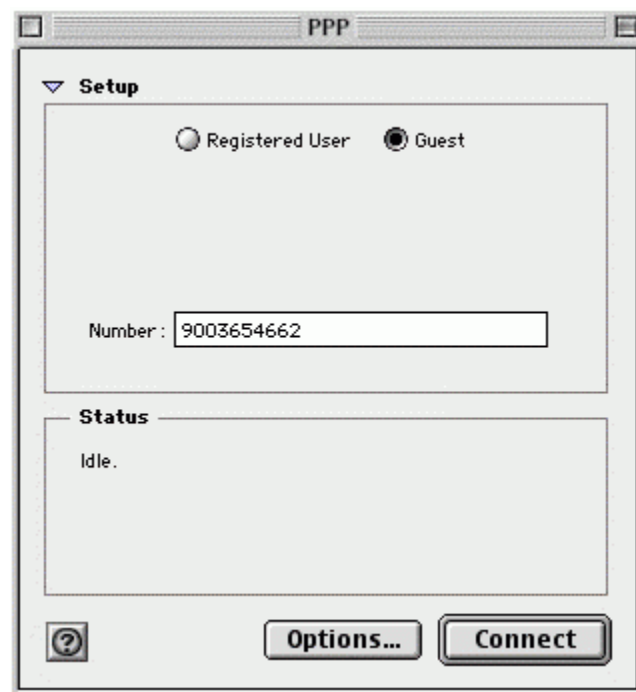 PPP
Setup
Registered User Guest
Number: 9003654662
Status
Idle.
? Options... Connect